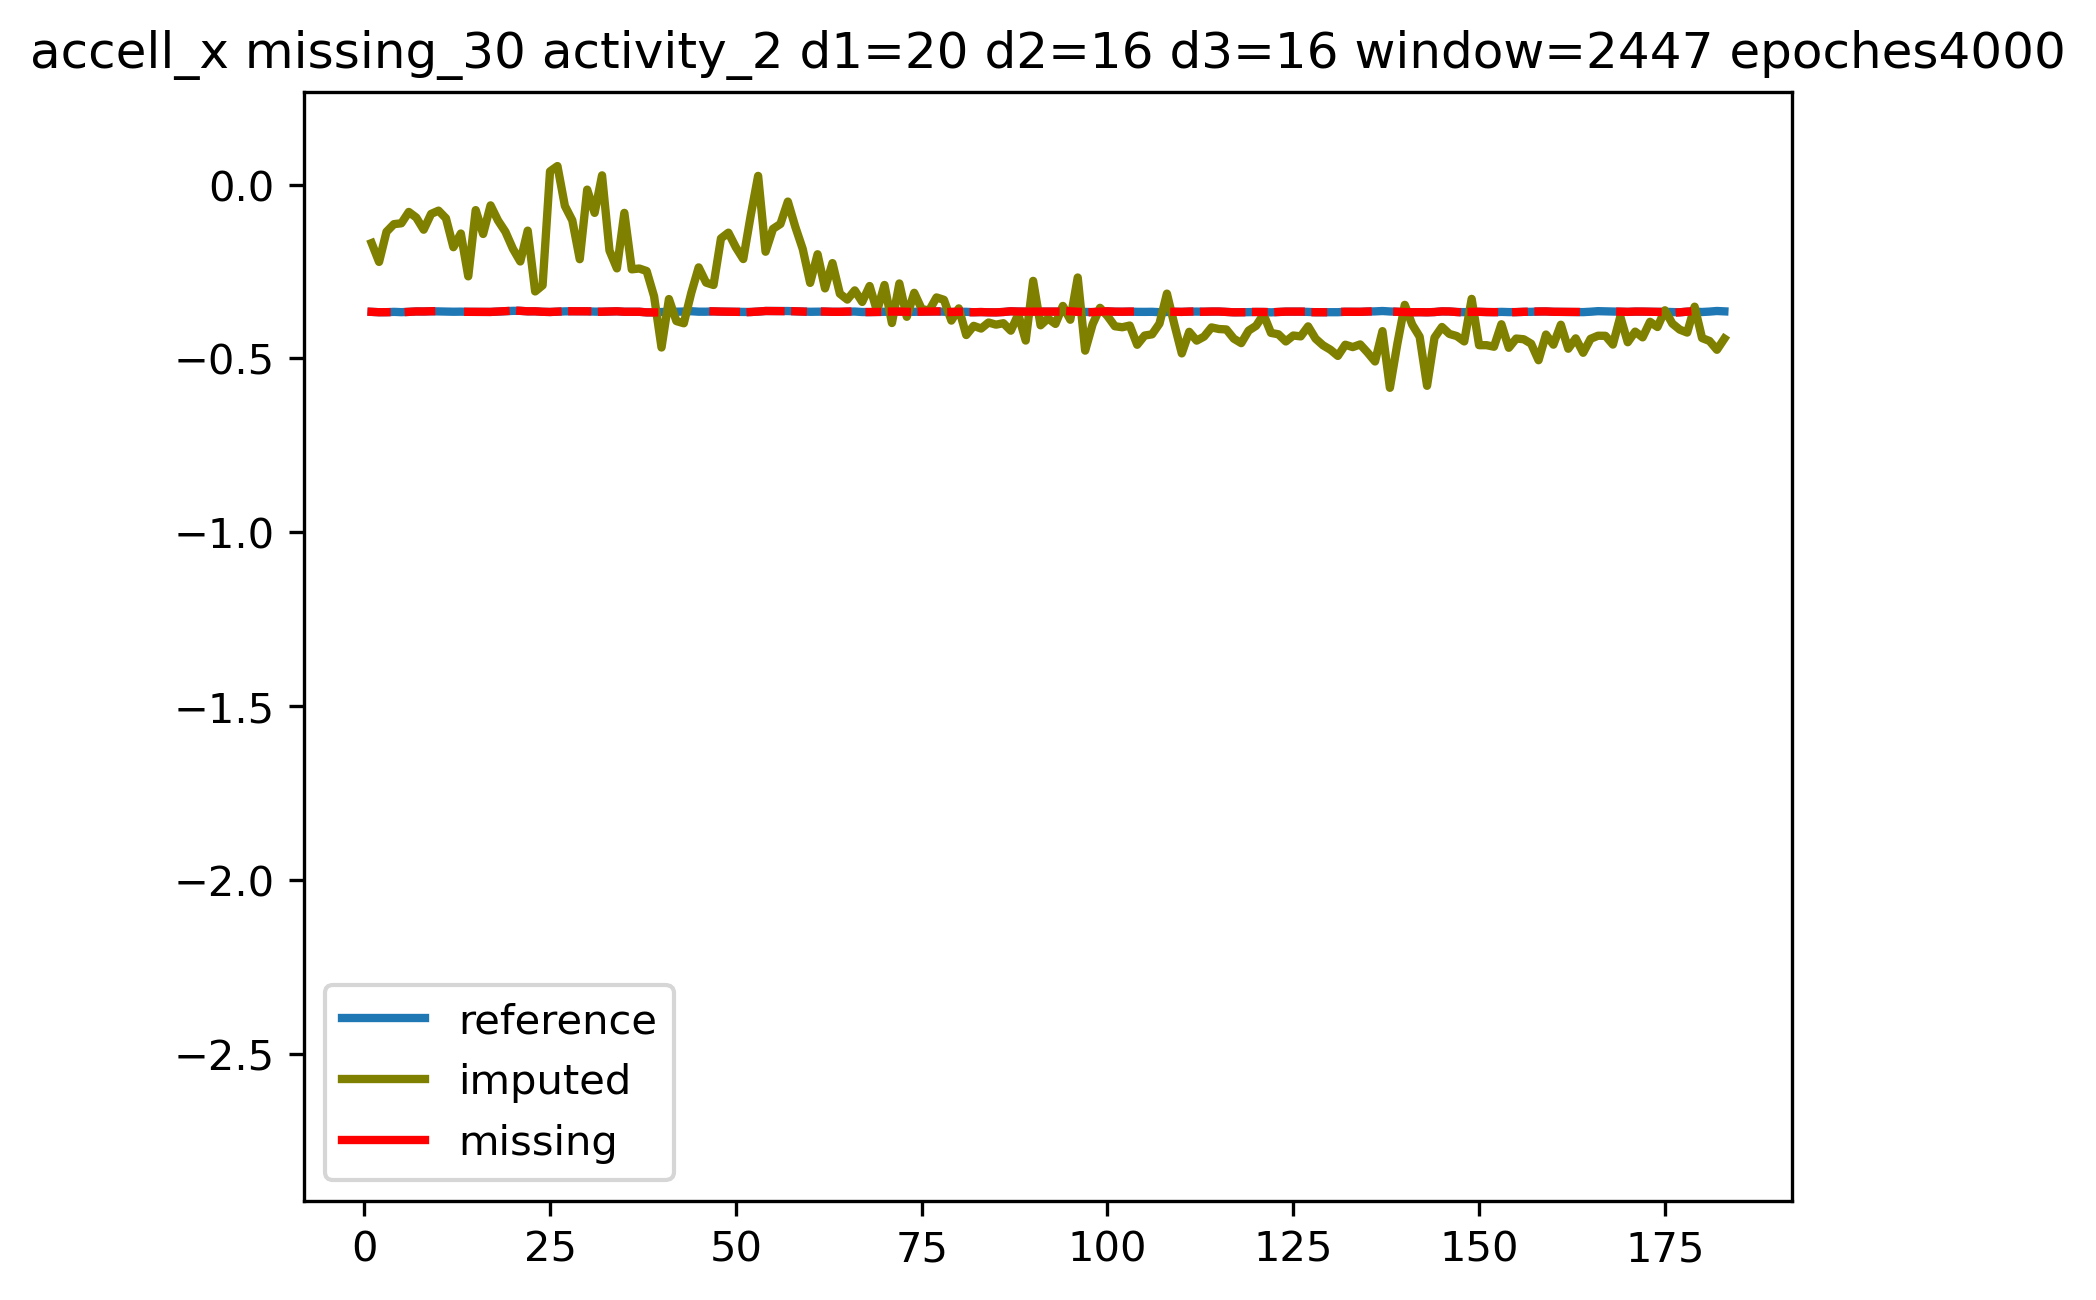 accell_x missing_30 activity_2 d1=20 d2=16 d3=16 window=2447 epoches4000
0.0
−0.5
−1.0
−1.5
−2.0
−2.5
reference
imputed
missing
0 25 50 75 100 125 150 175